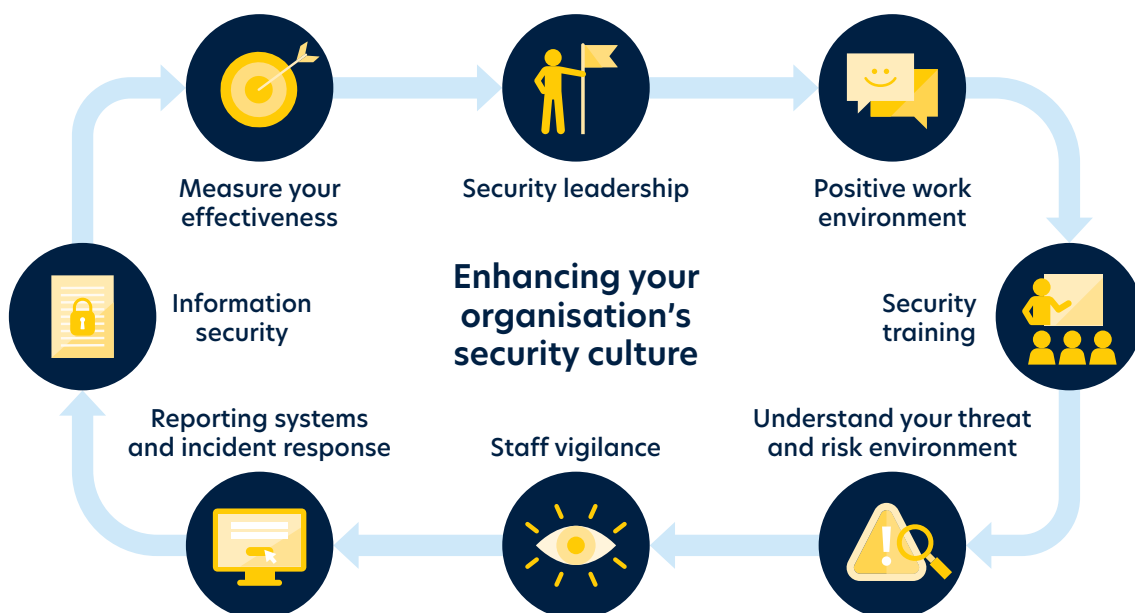 Measure your
effectiveness
Security leadership
Positive work
environment
Information
security
Enhancing your
organisation’s
security culture
Security
training
Reporting systems
and incident response
Staff vigilance
Understand your threat
and risk environment